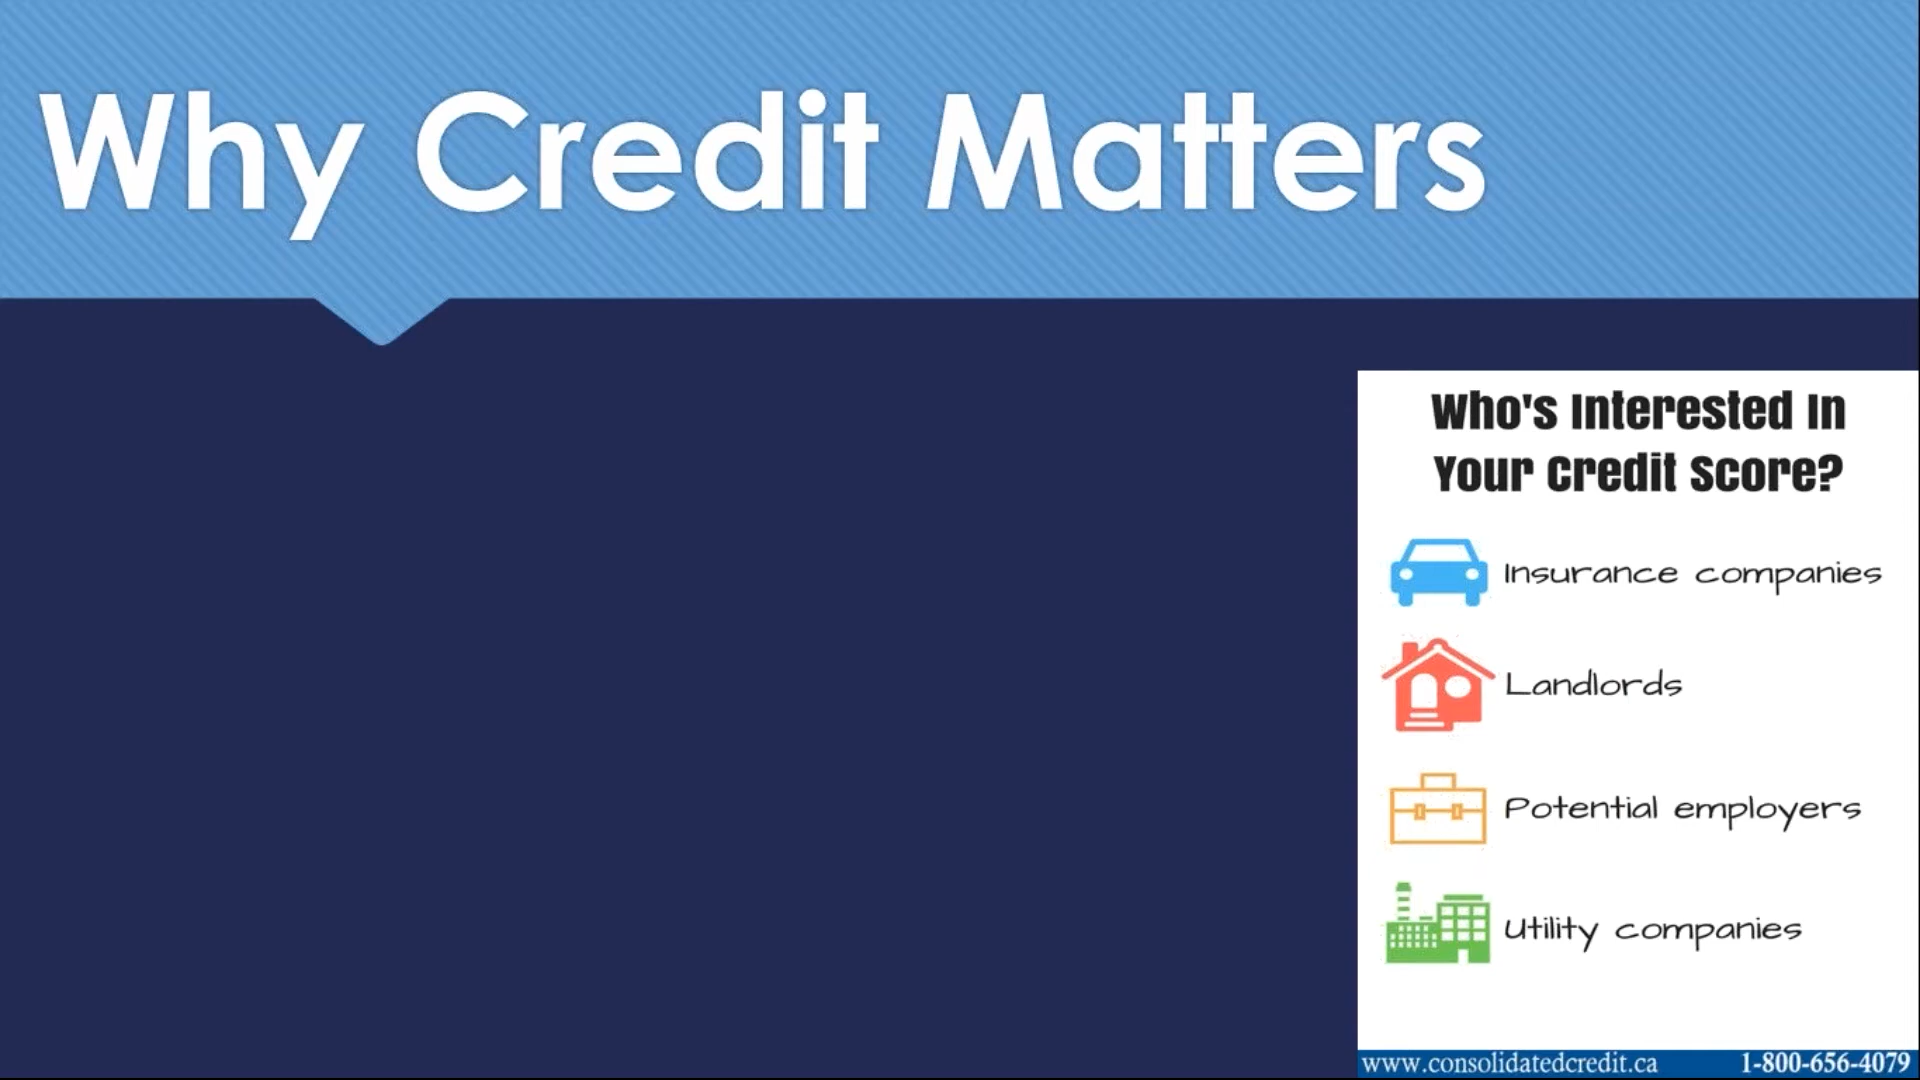 Why Credit Matters
Who's Interested In
Your Credit Score?
Insurance companies
Landlords
Potential employers
Utility companies
www.consolidatedcredit.ca 1-800-656-4079